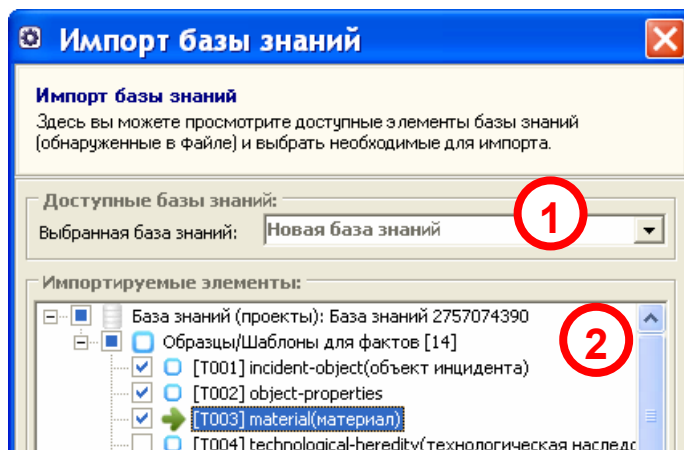 Импорт базы знаний
Импорт базы знаний
Здесь вы можете просмотрите доступные элементы базы знаний
(обнаруженные в файле) и выбрать необходимые для импорта.
Доступные базы знаний:
1
Выбранная база знаний: Новая база знаний
Импортируемые элементы:
База знаний (проекты): База знаний 2757074390
2
Образцы/Шаблоны для фактов [14]
[T001] incident-object(объект инцидента)
[T002] object-properties
[T003] material(материал)
[T004] technological-heredity(технологическая наследс